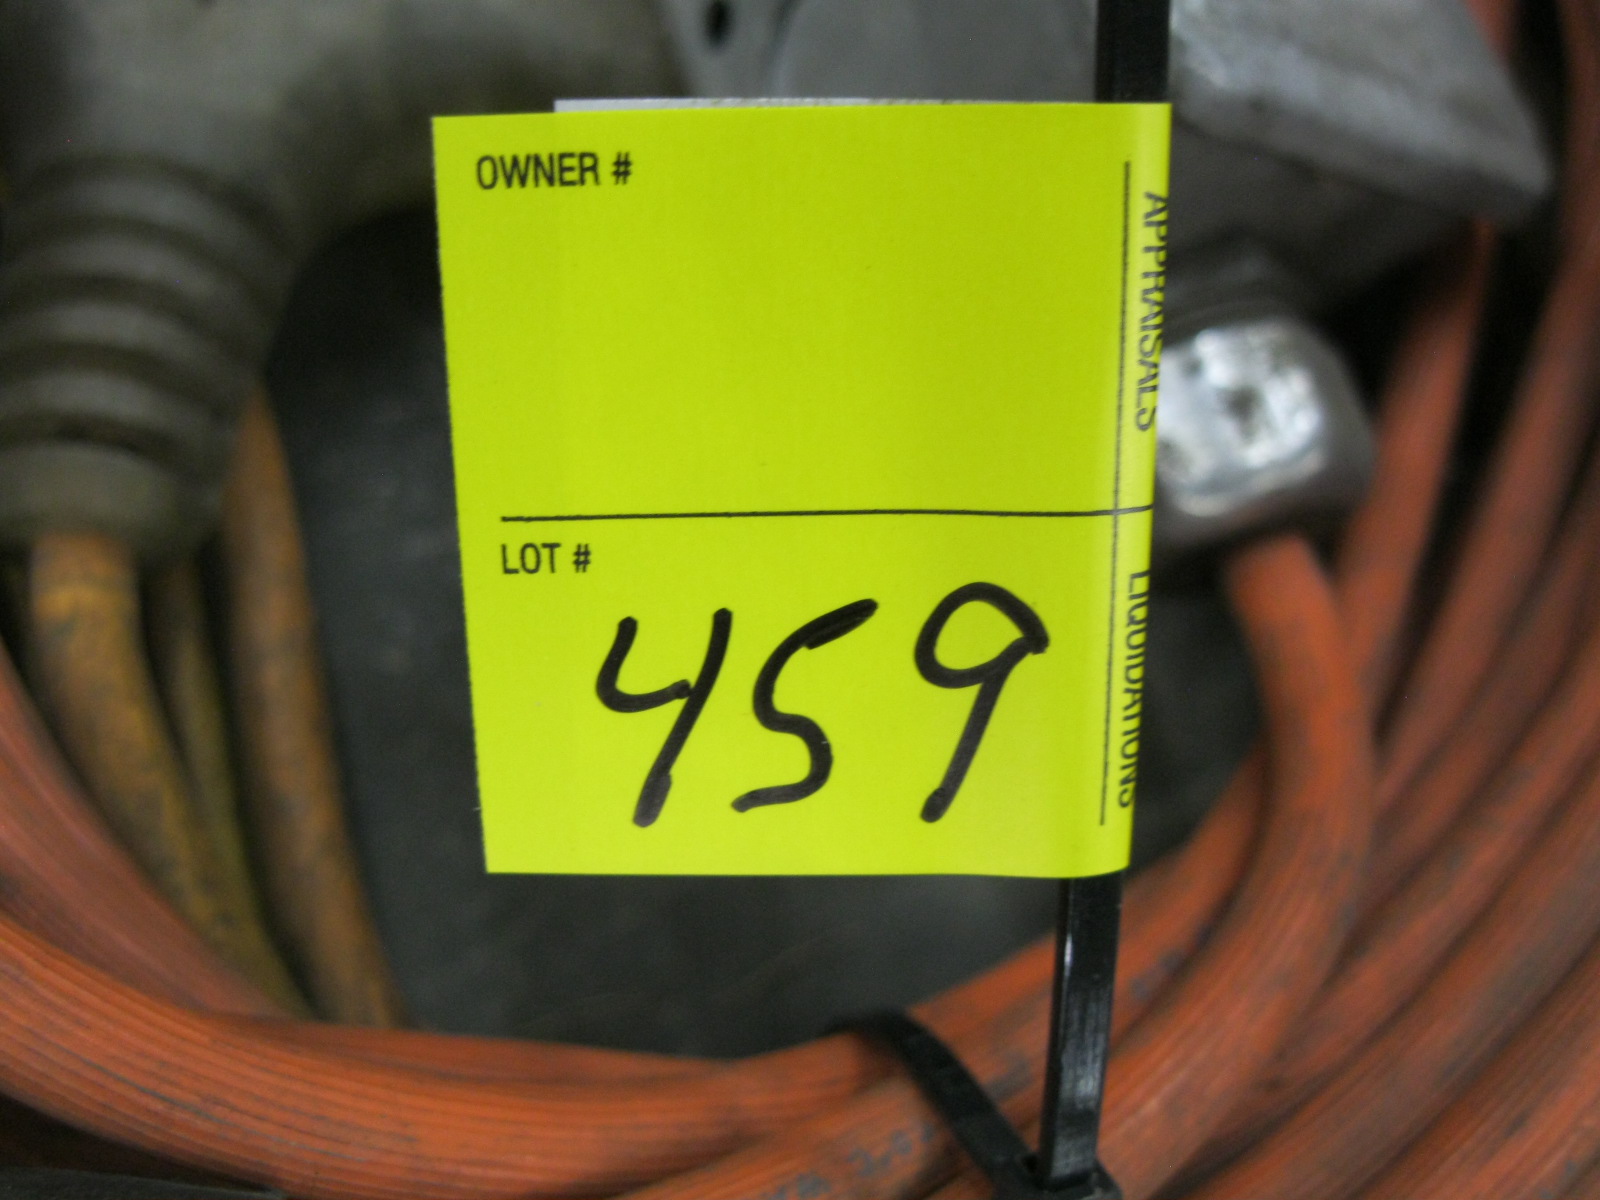 OWNER #
LOT #
459
APPRAISALS | LIQUIDATIONS